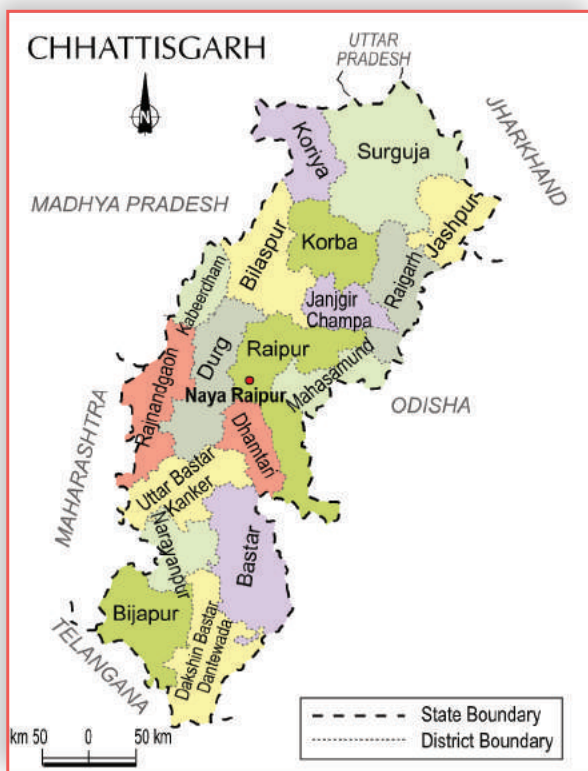 CHHATTISGARH
UTTAR
PRADESH
N
JHARKHAND
Koriya
Surguja
MADHYA PRADESH
Jashpur
Bilaspur
Korba
Raigarh
Kabeerdham
Janjgir
Champa
Durg
Raipur
Mahasamund
Rajnandgaon
Naya Raipur
ODISHA
MAHARASHTRA
Dhamtari
Uttar Bastar
Kanker
Narayanpur
Bastar
Bijapur
Dakshin Bastar
Dantewada
TELANGANA
State Boundary
District Boundary
km 50 0 50 km